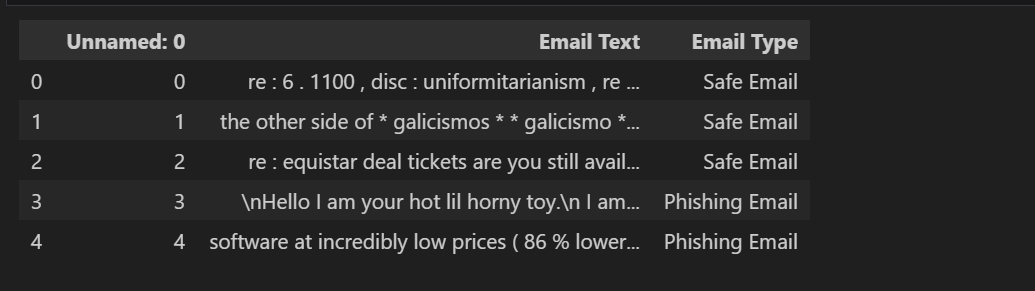 Unnamed: 0 Email Text Email Type
0 0 re : 6 . 1100 , disc : uniformitarianism , re ... Safe Email
1 1 the other side of * galicismos * * galicismo *... Safe Email
2 2 re : equistar deal tickets are you still avail... Safe Email
3 3 \nHello I am your hot lil horny toy.\n I am... Phishing Email
4 4 software at incredibly low prices ( 86 % lower... Phishing Email